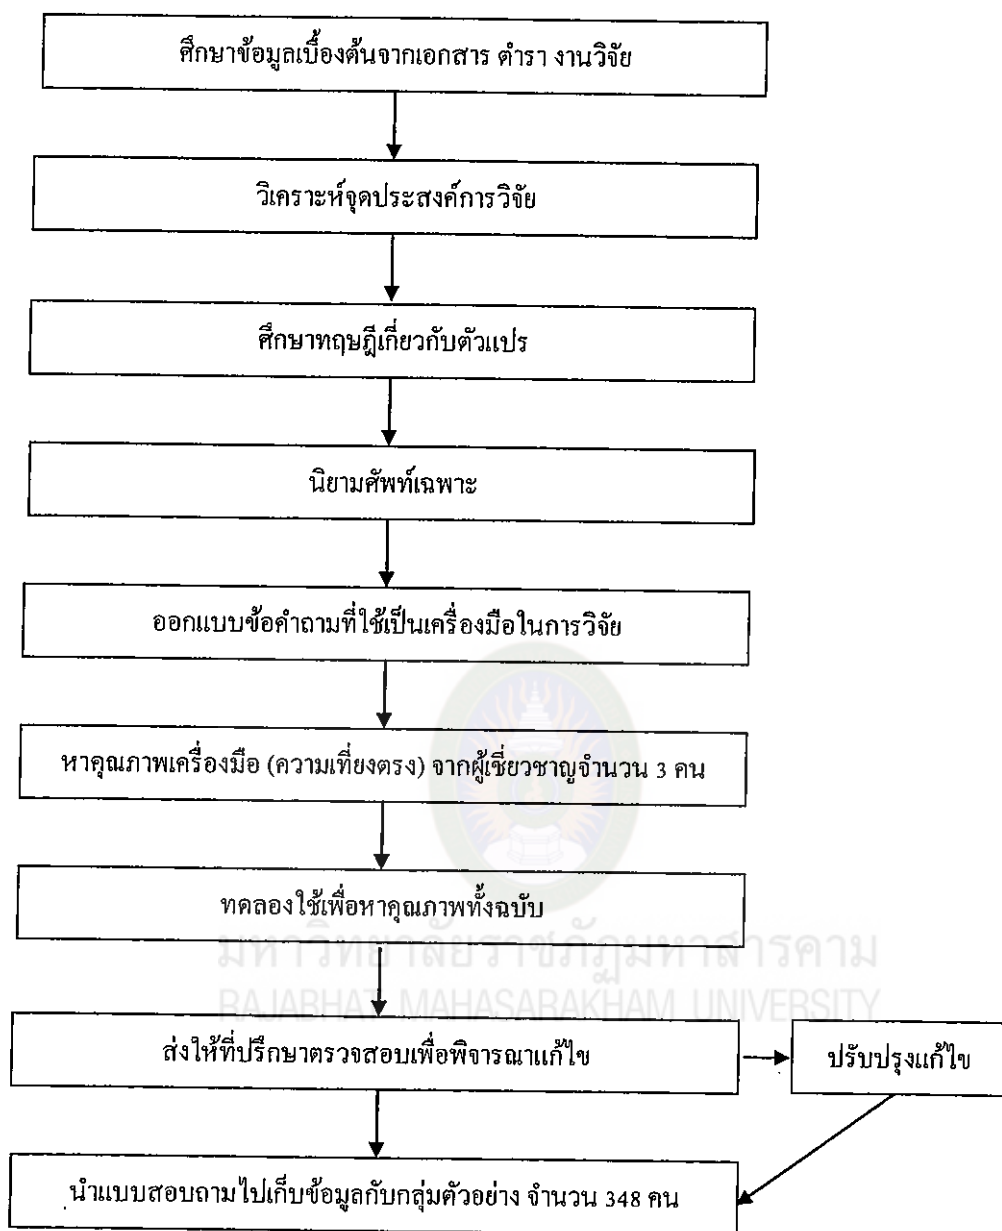 ศึกษาข้อมูลเบื้องต้นจากเอกสาร ตำรา งานวิจัย
วิเคราะห์จุดประสงค์การวิจัย
ศึกษาทฤษฎีเกี่ยวกับตัวแปร
นิยามศัพท์เฉพาะ
ออกแบบข้อคำถามที่ใช้เป็นเครื่องมือในการวิจัย
หาคุณภาพเครื่องมือ (ความเที่ยงตรง) จากผู้เชี่ยวชาญจำนวน 3 คน
ทดลองใช้เพื่อหาคุณภาพทั้งฉบับ
มหาวิทยาลัยราชภัฏมหาสารคาม
RAJABHAT MAHASARAKHAM UNIVERSITY
ส่งให้ที่ปรึกษาตรวจสอบเพื่อพิจารณาแก้ไข
ปรับปรุงแก้ไข
นำแบบสอบถามไปเก็บข้อมูลกับกลุ่มตัวอย่าง จำนวน 348 คน